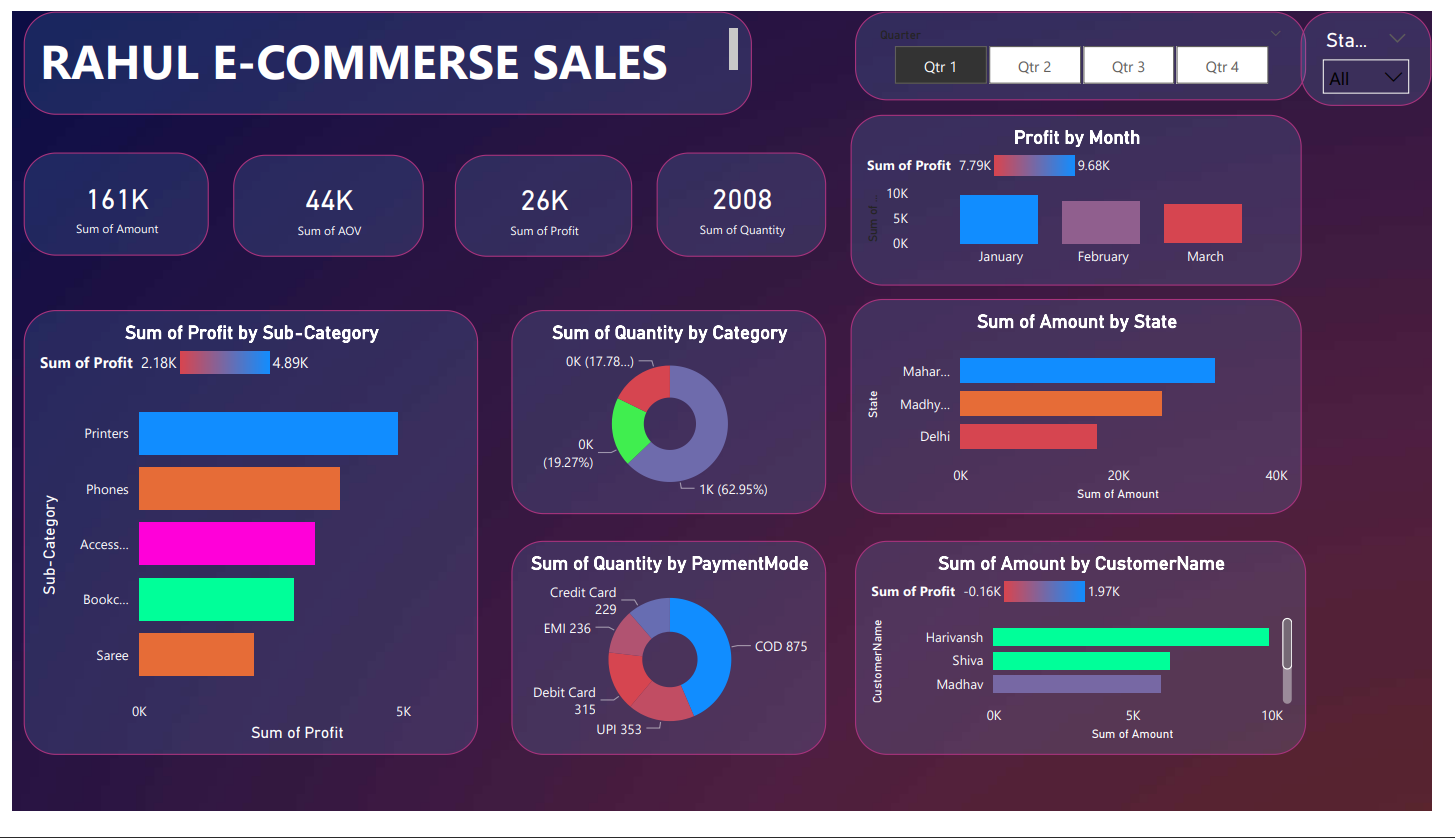 RAHUL E-COMMERSE SALES
Quarter
Qtr 1
Qtr 2
Qtr 3
Qtr 4
Sta...
All
161K
Sum of Amount
44K
Sum of AOV
26K
Sum of Profit
2008
Sum of Quantity
Profit by Month
Sum of Profit 7.79K 9.68K
Sum of ...
10K
5K
0K
January
February
March
Sum of Profit by Sub-Category
Sum of Profit 2.18K 4.89K
Sub-Category
Printers
Phones
Access...
Bookc...
Saree
0K
5K
Sum of Profit
Sum of Quantity by Category
0K (17.78...)
0K
(19.27%)
1K (62.95%)
Sum of Amount by State
State
Mahar...
Madhy...
Delhi
0K
20K
40K
Sum of Amount
Sum of Quantity by PaymentMode
Credit Card
229
EMI 236
COD 875
Debit Card
315
UPI 353
Sum of Amount by CustomerName
Sum of Profit -0.16K 1.97K
CustomerName
Harivansh
Shiva
Madhav
0K
5K
10K
Sum of Amount